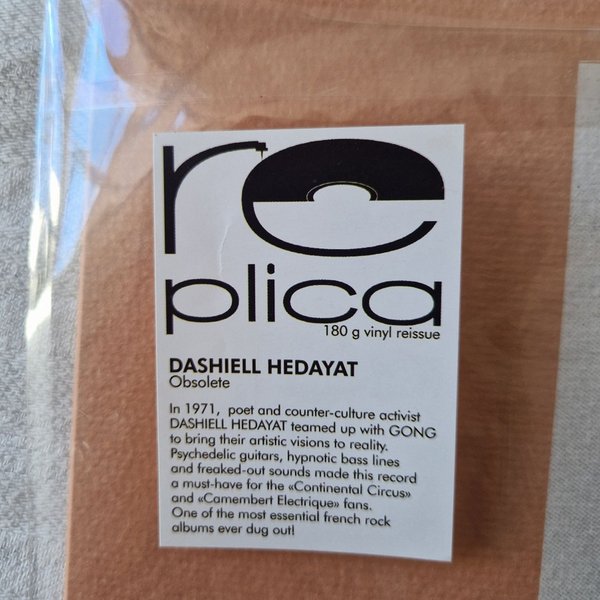 re
plica
180 g vinyl reissue
DASHIELL HEDAYAT
Obsolete
In 1971, poet and counter-culture activist
DASHIELL HEDAYAT teamed up with GONG
to bring their artistic visions to reality.
Psychedelic guitars, hypnotic bass lines
and freaked-out sounds made this record
a must-have for the «Continental Circus»
and «Camembert Electrique» fans.
One of the most essential french rock
albums ever dug out!